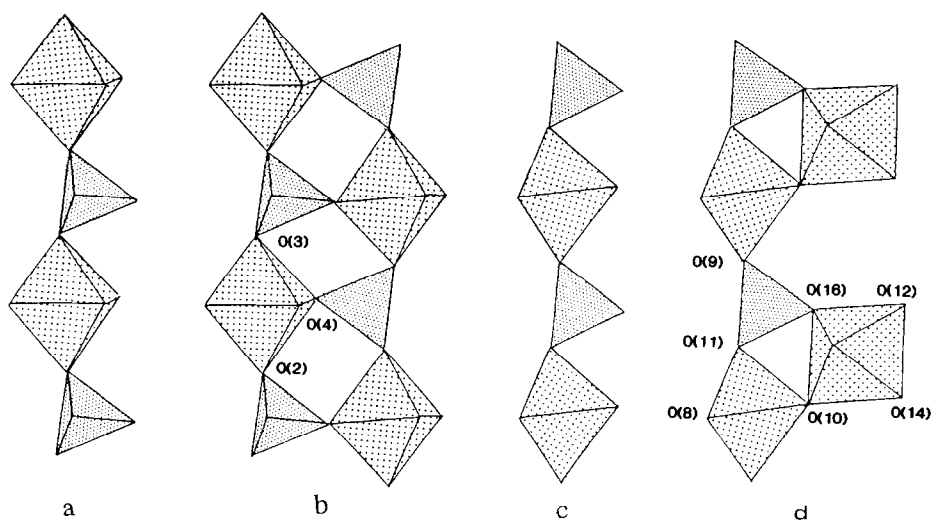 O(3)
O(4)
O(2)
O(9)
O(16) O(12)
O(11)
O(8)
O(10) O(14)
a b c d